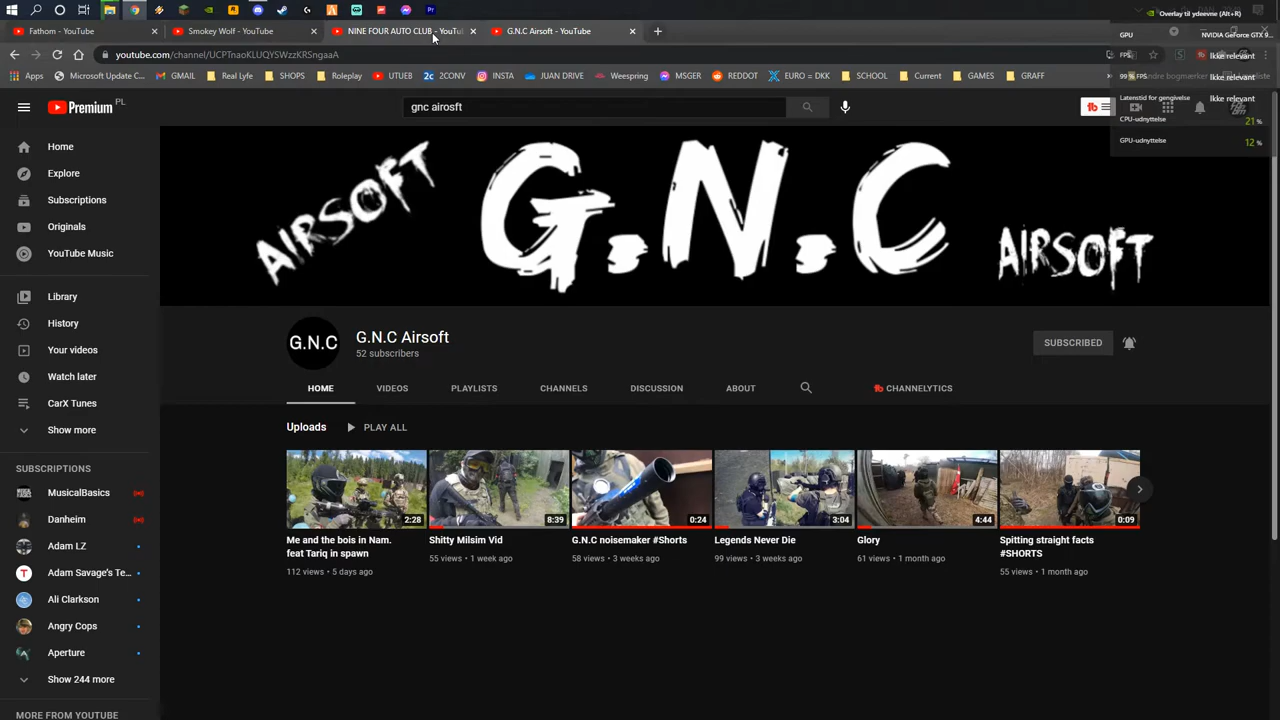 Overlay til ydeevne (Alt+R)
Fathom - YouTube
Smokey Wolf - YouTube
NINE FOUR AUTO CLUB - YouTu
G.N.C Airsoft - YouTube
GPU
NVIDIA GeForce GTX 9...
youtube.com/channel/UCPTnaoKLUQYSWzzKRSngaaA
FPS
Ikke relevant
Apps
Microsoft Update C...
GMAIL
Real Lyfe
SHOPS
Roleplay
UTUEB
2CONV
INSTA
JUAN DRIVE
Weespring
MSGER
REDDOT
EURO = DKK
SCHOOL
Current
GAMES
GRAFF
Andre bogmærker
99 % FPS
Ikke relevant
Latenstid for gengivelse
Ikke relevant
Premium PL
gnc airosft
CPU-udnyttelse
21 %
GPU-udnyttelse
12 %
Home
Explore
Subscriptions
Originals
YouTube Music
Library
History
Your videos
Watch later
CarX Tunes
Show more
SUBSCRIPTIONS
MusicalBasics
Danheim
Adam LZ
Adam Savage's Te...
Ali Clarkson
Angry Cops
Aperture
Show 244 more
MORE FROM YOUTUBE
AIRSOFT
G.N.C
AIRSOFT
G.N.C
G.N.C Airsoft
52 subscribers
SUBSCRIBED
HOME
VIDEOS
PLAYLISTS
CHANNELS
DISCUSSION
ABOUT
CHANNELYTICS
Uploads
PLAY ALL
2:28
8:39
0:24
3:04
4:44
0:09
Me and the bois in Nam.
feat Tariq in spawn
112 views • 5 days ago
Shitty Milsim Vid
55 views • 1 week ago
G.N.C noisemaker #Shorts
58 views • 3 weeks ago
Legends Never Die
99 views • 3 weeks ago
Glory
61 views • 1 month ago
Spitting straight facts
#SHORTS
55 views • 1 month ago